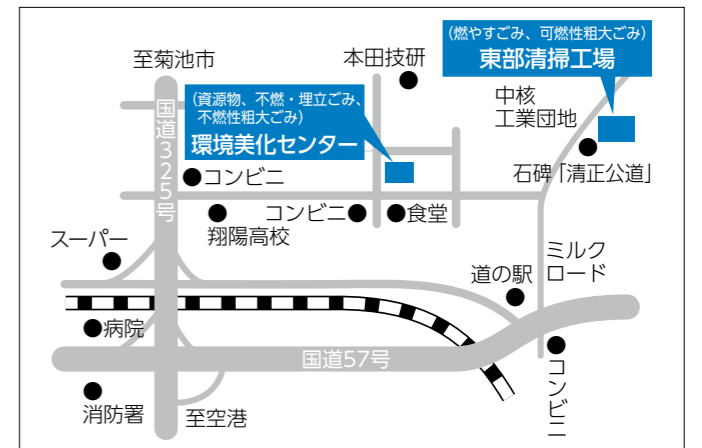 (燃やすごみ、可燃性粗大ごみ)
東部清掃工場
至菊池市
本田技研
中核
工業団地
(資源物、不燃・埋立ごみ、
不燃性粗大ごみ)
環境美化センター
国道325号
コンビニ
石碑「清正公道」
コンビニ
食堂
翔陽高校
スーパー
ミルク
ロード
道の駅
病院
国道57号
コンビニ
消防署
至空港